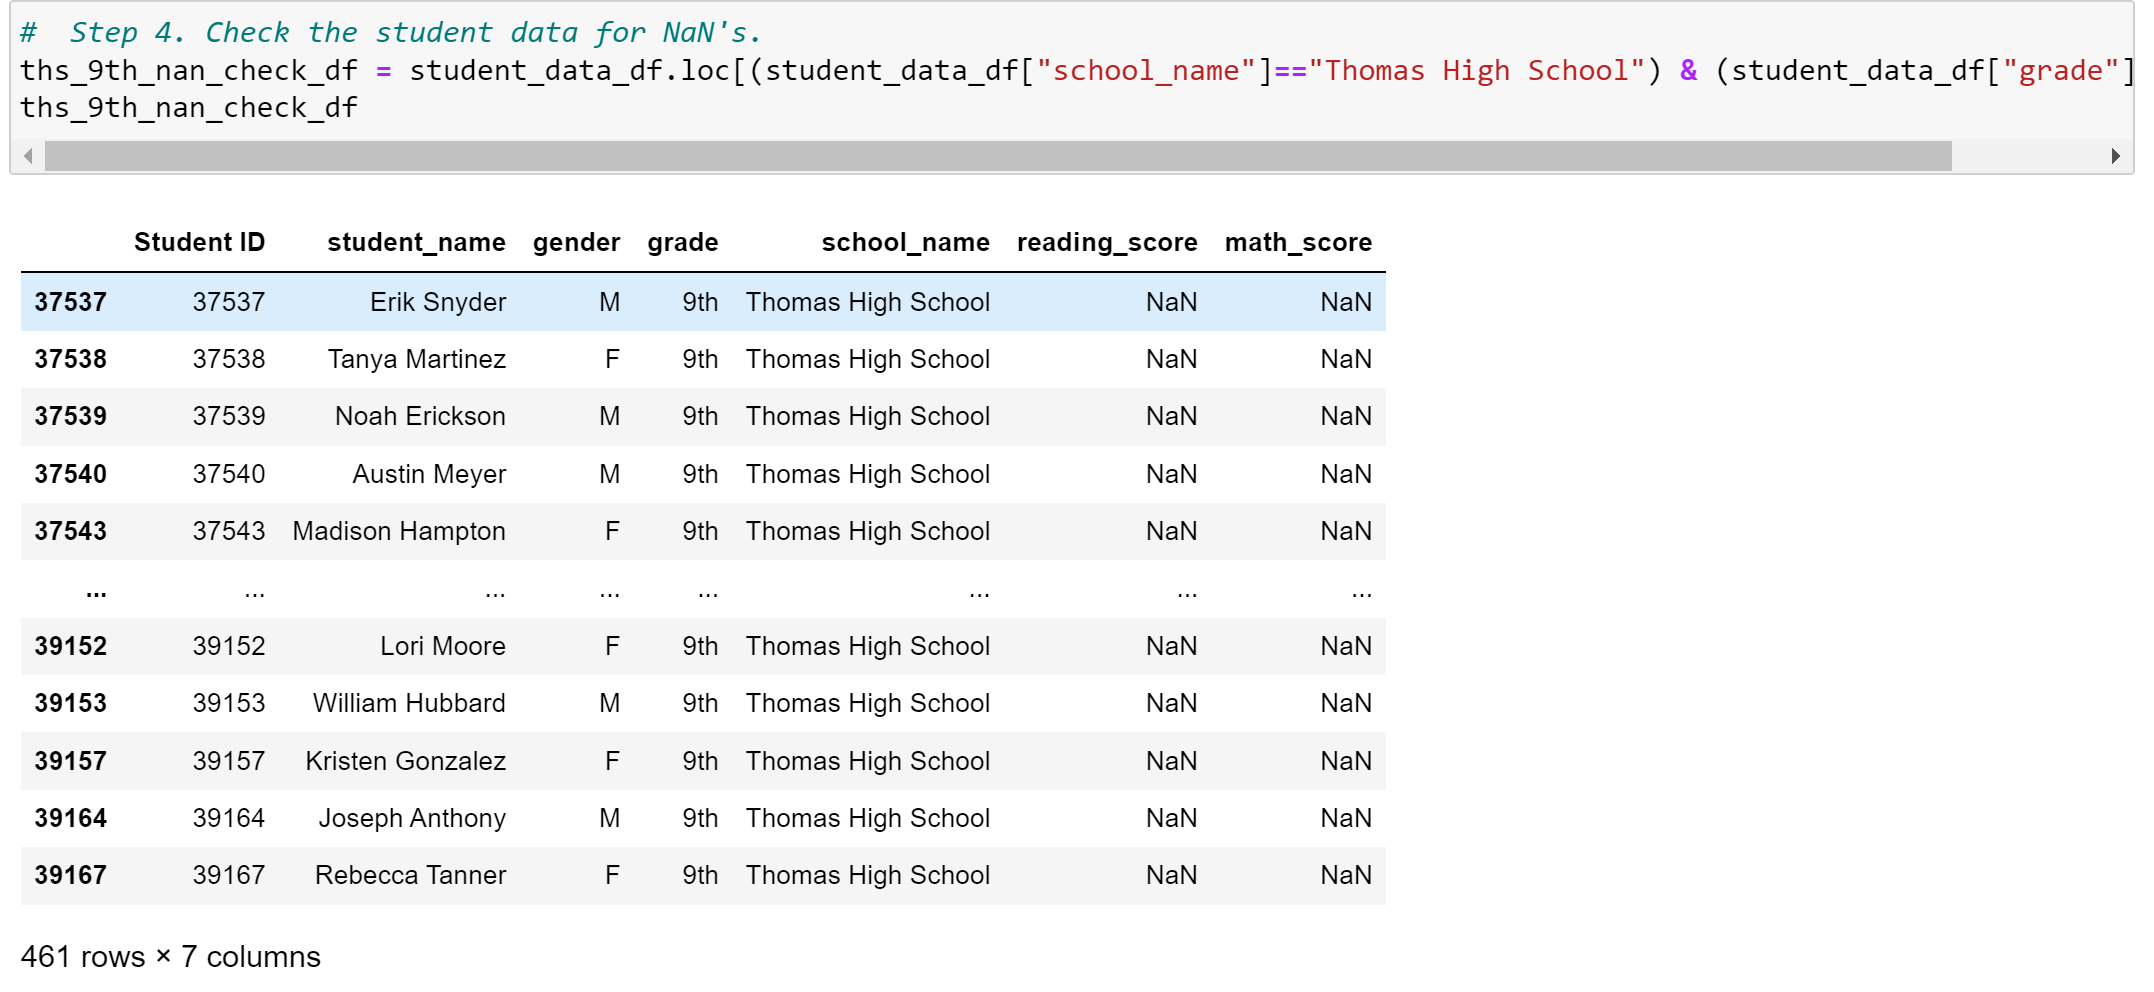 #  Step 4. Check the student data for NaN's.
ths_9th_nan_check_df = student_data_df.loc[(student_data_df["school_name"]=="Thomas High School") & (student_data_df["grade"]
ths_9th_nan_check_df
Student ID student_name gender grade school_name reading_score math_score
37537 37537 Erik Snyder M 9th Thomas High School NaN NaN
37538 37538 Tanya Martinez F 9th Thomas High School NaN NaN
37539 37539 Noah Erickson M 9th Thomas High School NaN NaN
37540 37540 Austin Meyer M 9th Thomas High School NaN NaN
37543 37543 Madison Hampton F 9th Thomas High School NaN NaN
... ... ... ... ... ... ... ...
39152 39152 Lori Moore F 9th Thomas High School NaN NaN
39153 39153 William Hubbard M 9th Thomas High School NaN NaN
39157 39157 Kristen Gonzalez F 9th Thomas High School NaN NaN
39164 39164 Joseph Anthony M 9th Thomas High School NaN NaN
39167 39167 Rebecca Tanner F 9th Thomas High School NaN NaN
461 rows × 7 columns